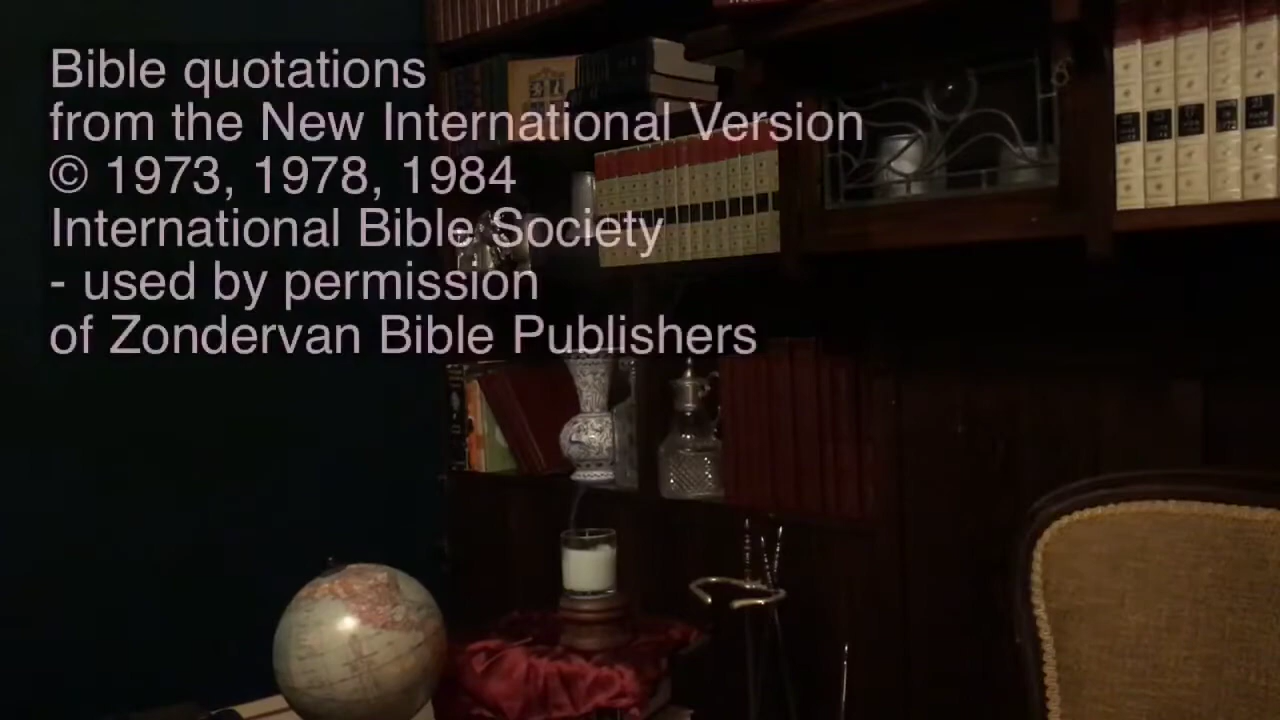 Bible quotations
from the New International Version
© 1973, 1978, 1984
International Bible Society
- used by permission
of Zondervan Bible Publishers